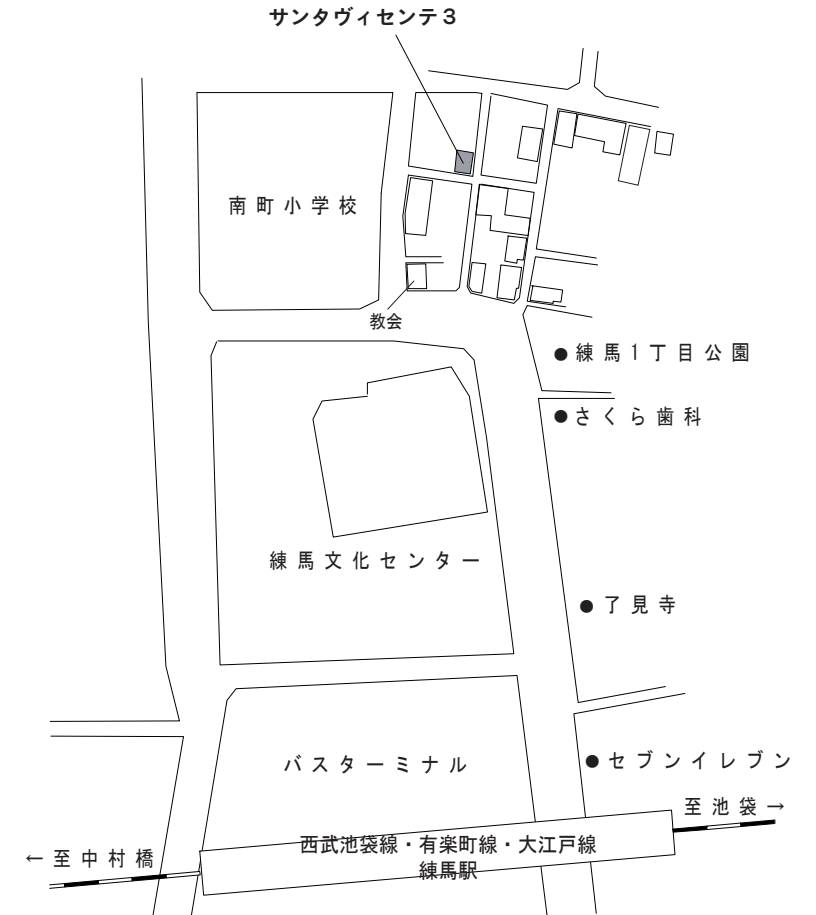 サンタヴィセンテ３
南町小学校
教会
●練馬1丁目公園
●さくら歯科
練馬文化センター
●了見寺
バスターミナル
●セブンイレブン
至池袋→
西武池袋線・有楽町線・大江戸線
練馬駅
←至中村橋